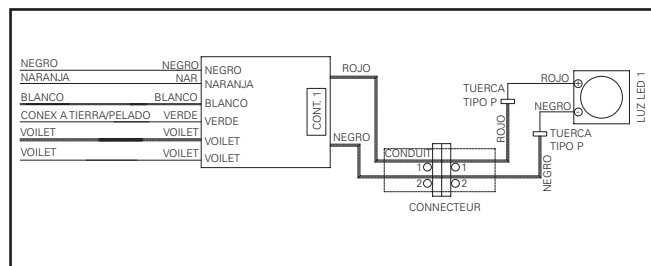 NEGRO NEGRO NEGRO
NARANJA NAR NARANJA
BLANCO BLANCO BLANCO
CONEX A TIERRA/PELADO VERDE VERDE
VOILET VOILET VOILET
VOILET VOILET VOILET
CONT. 1
ROJO
NEGRO
CONDUIT
1 1
2 2
CONNECTEUR
TUERCA
TIPO P
ROJO
ROJO
NEGRO
TUERCA
TIPO P
NEGRO
+
-
LUZ LED 1